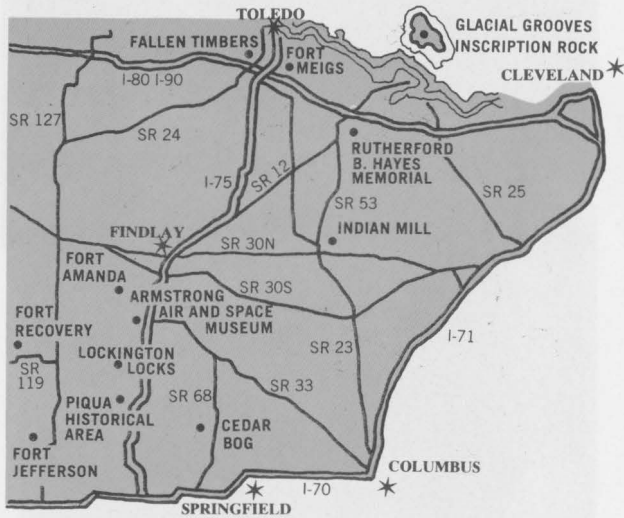 TOLEDO
GLACIAL GROOVES
INSCRIPTION ROCK
FALLEN TIMBERS
FORT
MEIGS
CLEVELAND
I-80 I-90
SR 127
SR 24
RUTHERFORD
B. HAYES
MEMORIAL
I-75
SR 12
SR 25
SR 53
FINDLAY
INDIAN MILL
SR 30N
FORT
AMANDA
SR 30S
ARMSTRONG
AIR AND SPACE
MUSEUM
FORT
RECOVERY
I-71
SR 23
LOCKINGTON
LOCKS
SR
119
SR 33
SR 68
PIQUA
HISTORICAL
AREA
CEDAR
BOG
FORT
JEFFERSON
COLUMBUS
I-70
SPRINGFIELD